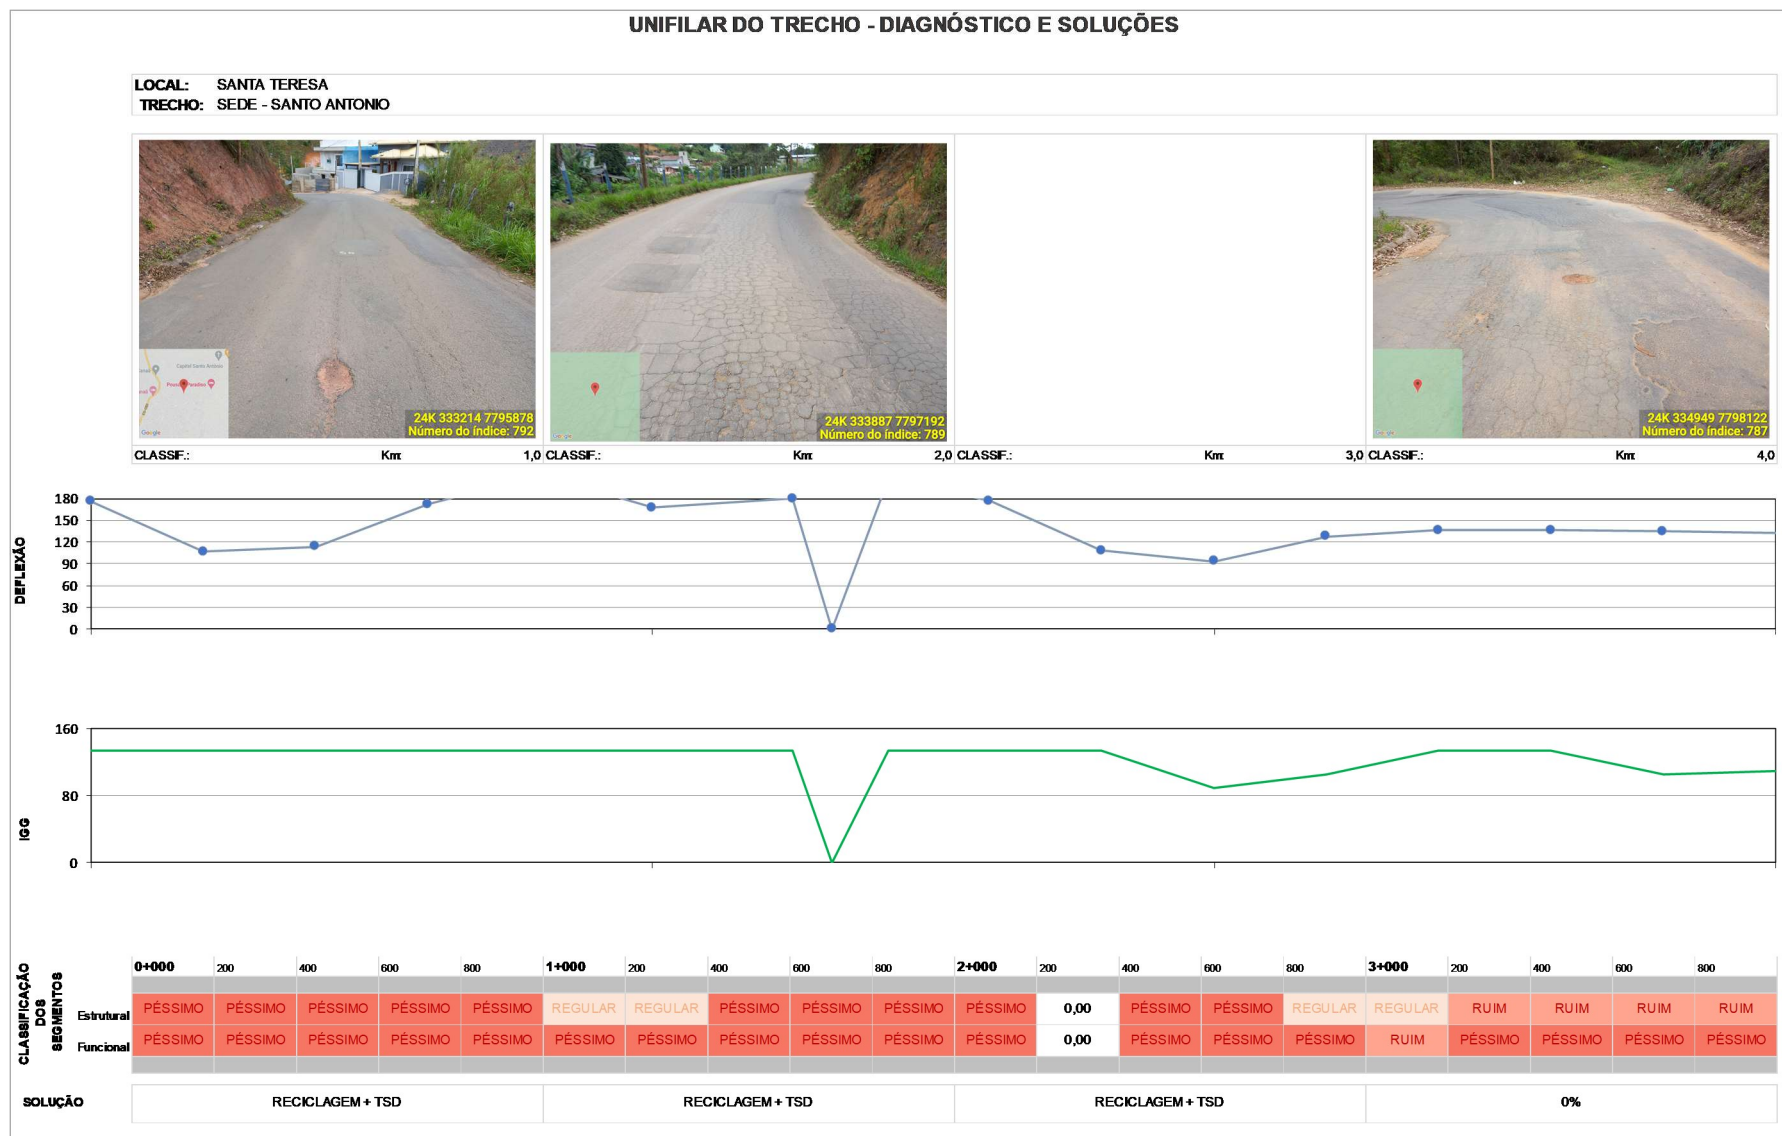 UNIFILAR DO TRECHO - DIAGNÓSTICO E SOLUÇÕES
LOCAL: SANTA TERESA
TRECHO: SEDE - SANTO ANTONIO
Capitel Santo Antônio
Google
24K 333214 7795878
Número do índice: 792
Google
24K 333887 7797192
Número do índice: 789
24K 334949 7798122
Número do índice: 787
CLASSIF.: Km: 1,0 CLASSIF.: Km: 2,0 CLASSIF.: Km: 3,0 CLASSIF.: Km: 4,0
DEFLEXÃO
180
150
120
90
60
30
0
IGG
160
80
0
CLASSIFICAÇÃO
DOS
SEGMENTOS
0+000 200 400 600 800 1+000 200 400 600 800 2+000 200 400 600 800 3+000 200 400 600 800
Estrutural PÉSSIMO PÉSSIMO PÉSSIMO PÉSSIMO PÉSSIMO REGULAR REGULAR PÉSSIMO PÉSSIMO PÉSSIMO PÉSSIMO 0,00 PÉSSIMO PÉSSIMO REGULAR REGULAR RUIM RUIM RUIM RUIM
Funcional PÉSSIMO PÉSSIMO PÉSSIMO PÉSSIMO PÉSSIMO PÉSSIMO PÉSSIMO PÉSSIMO PÉSSIMO PÉSSIMO PÉSSIMO 0,00 PÉSSIMO PÉSSIMO PÉSSIMO RUIM PÉSSIMO PÉSSIMO PÉSSIMO PÉSSIMO
SOLUÇÃO RECICLAGEM + TSD RECICLAGEM + TSD RECICLAGEM + TSD 0%